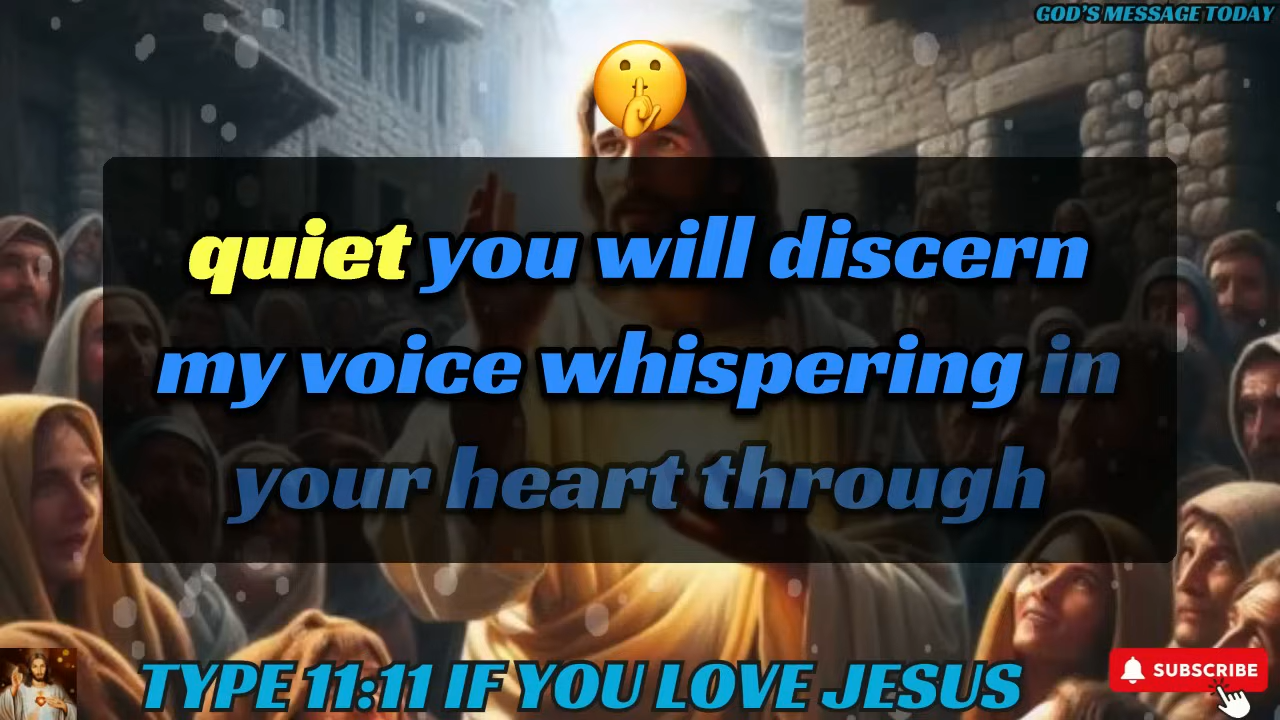 GOD'S MESSAGE TODAY
quiet you will discern
my voice whispering in
your heart through
TYPE 11:11 IF YOU LOVE JESUS
SUBSCRIBE